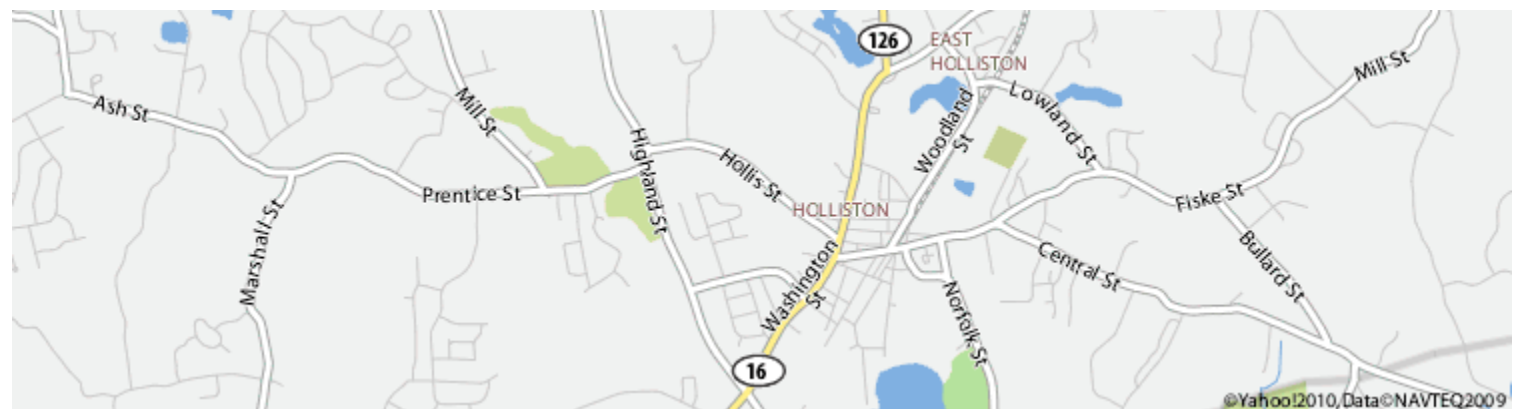 126
EAST
HOLLISTON
Mill St
Ash St
Mill St
Lowland St
Woodland
St
Highland St
Hollis St
Prentice St
Fiske St
HOLLISTON
Marshall St
Washington
St
Central St
Bullard St
Norfolk St
16
©Yahoo!2010,Data©NAVTEQ2009